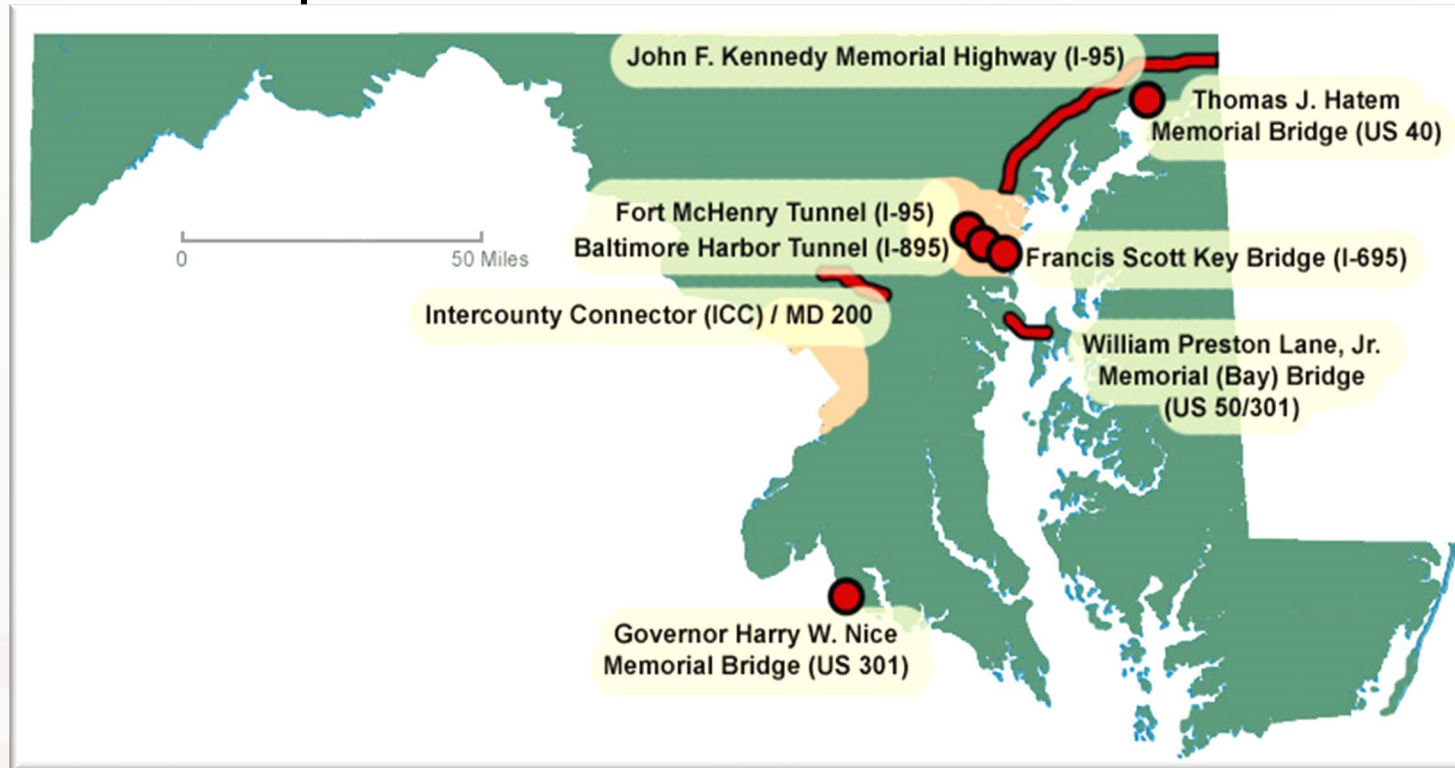 John F. Kennedy Memorial Highway (I-95)
Thomas J. Hatem
Memorial Bridge (US 40)
Fort McHenry Tunnel (I-95)
Baltimore Harbor Tunnel (I-895)
Francis Scott Key Bridge (I-695)
0 50 Miles
Intercounty Connector (ICC) / MD 200
William Preston Lane, Jr.
Memorial (Bay) Bridge
(US 50/301)
Governor Harry W. Nice
Memorial Bridge (US 301)